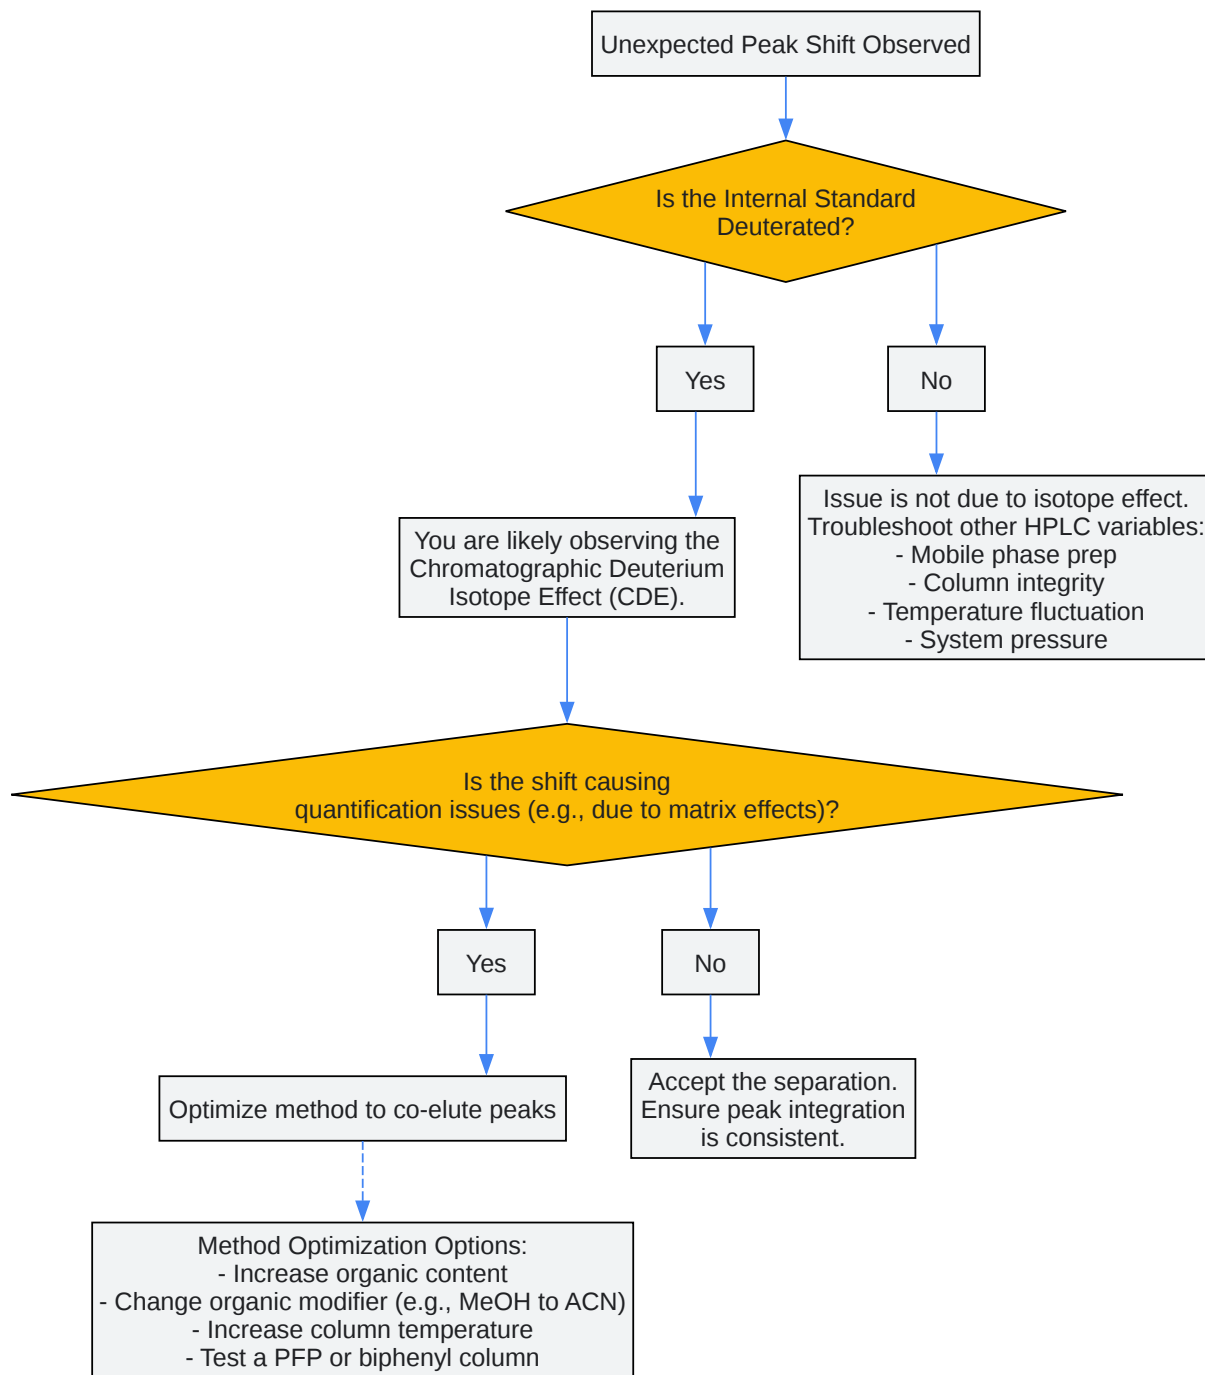 Unexpected Peak Shift Observed
Is the Internal Standard
Deuterated?
Yes
No
Issue is not due to isotope effect.
Troubleshoot other HPLC variables:
- Mobile phase prep
- Column integrity
- Temperature fluctuation
- System pressure
You are likely observing the
Chromatographic Deuterium
Isotope Effect (CDE).
Is the shift causing
quantification issues (e.g., due to matrix effects)?
Yes
No
Accept the separation.
Ensure peak integration
is consistent.
Optimize method to co-elute peaks
Method Optimization Options:
- Increase organic content
- Change organic modifier (e.g., MeOH to ACN)
- Increase column temperature
- Test a PFP or biphenyl column